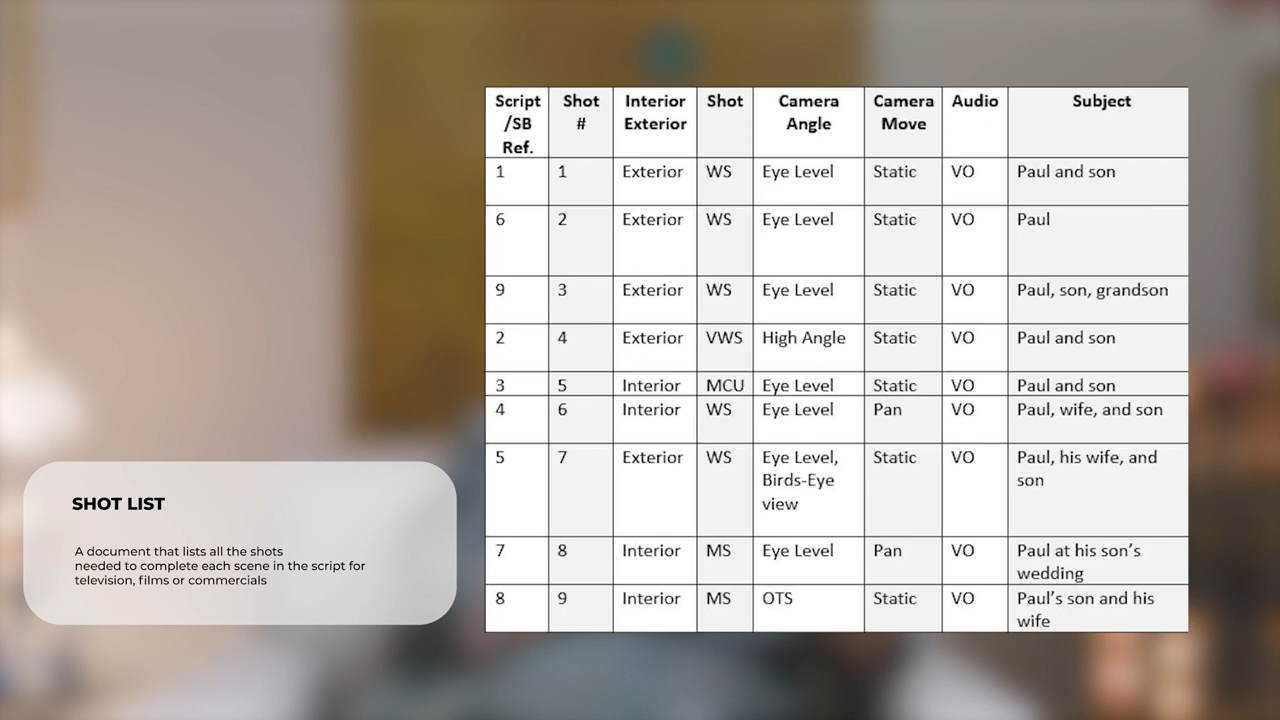 SHOT LIST
A document that lists all the shots
needed to complete each scene in the script for
television, films or commercials
Script /SB Ref. Shot # Interior Exterior Shot Camera Angle Camera Move Audio Subject
1 1 Exterior WS Eye Level Static VO Paul and son
6 2 Exterior WS Eye Level Static VO Paul
9 3 Exterior WS Eye Level Static VO Paul, son, grandson
2 4 Exterior VWS High Angle Static VO Paul and son
3 5 Interior MCU Eye Level Static VO Paul and son
4 6 Interior WS Eye Level Pan VO Paul, wife, and son
5 7 Exterior WS Eye Level, Birds-Eye view Static VO Paul, his wife, and son
7 8 Interior MS Eye Level Pan VO Paul at his son's wedding
8 9 Interior MS OTS Static VO Paul's son and his wife